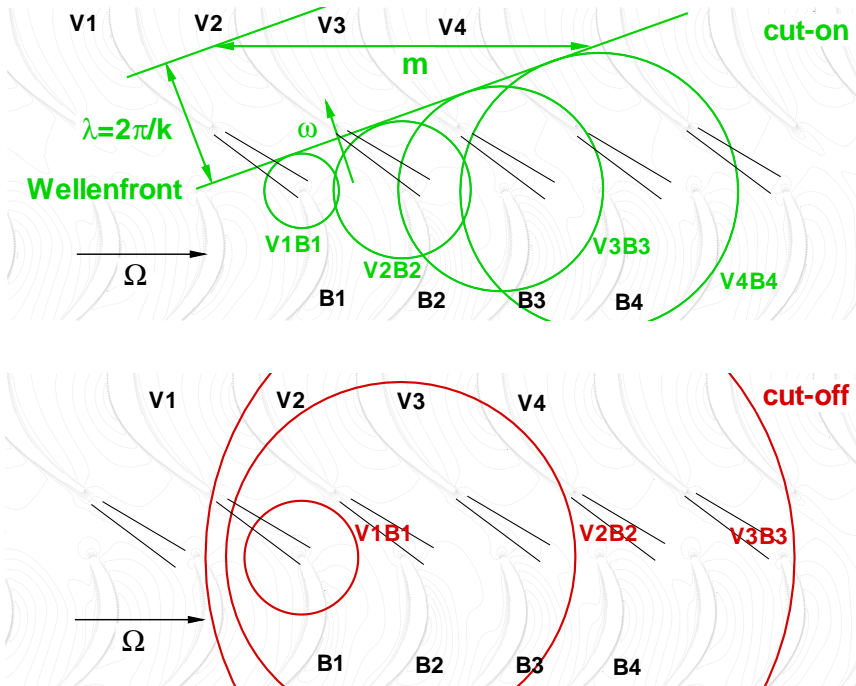 V1 V2 V3 V4 cut-on
m
λ=2π/k
ω
Wellenfront
V1B1 V2B2 V3B3 V4B4
Ω
B1 B2 B3 B4
V1 V2 V3 V4 cut-off
V1B1 V2B2 V3B3
Ω
B1 B2 B3 B4